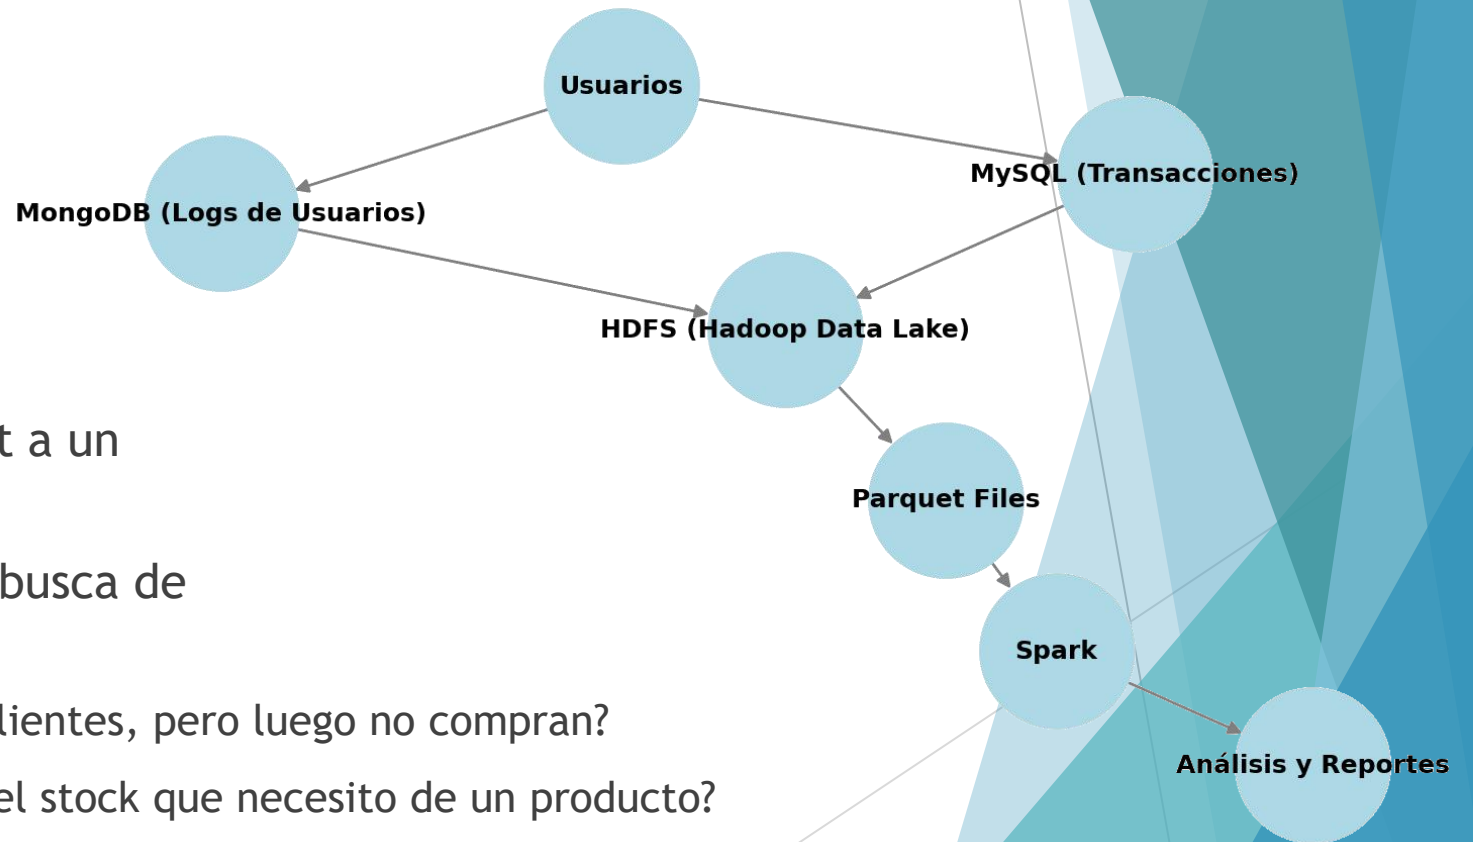 Usuarios
MySQL (Transacciones)
MongoDB (Logs de Usuarios)
HDFS (Hadoop Data Lake)
t a un
Parquet Files
busca de
Spark
lientes, pero luego no compran?
Análisis y Reportes
el stock que necesito de un producto?